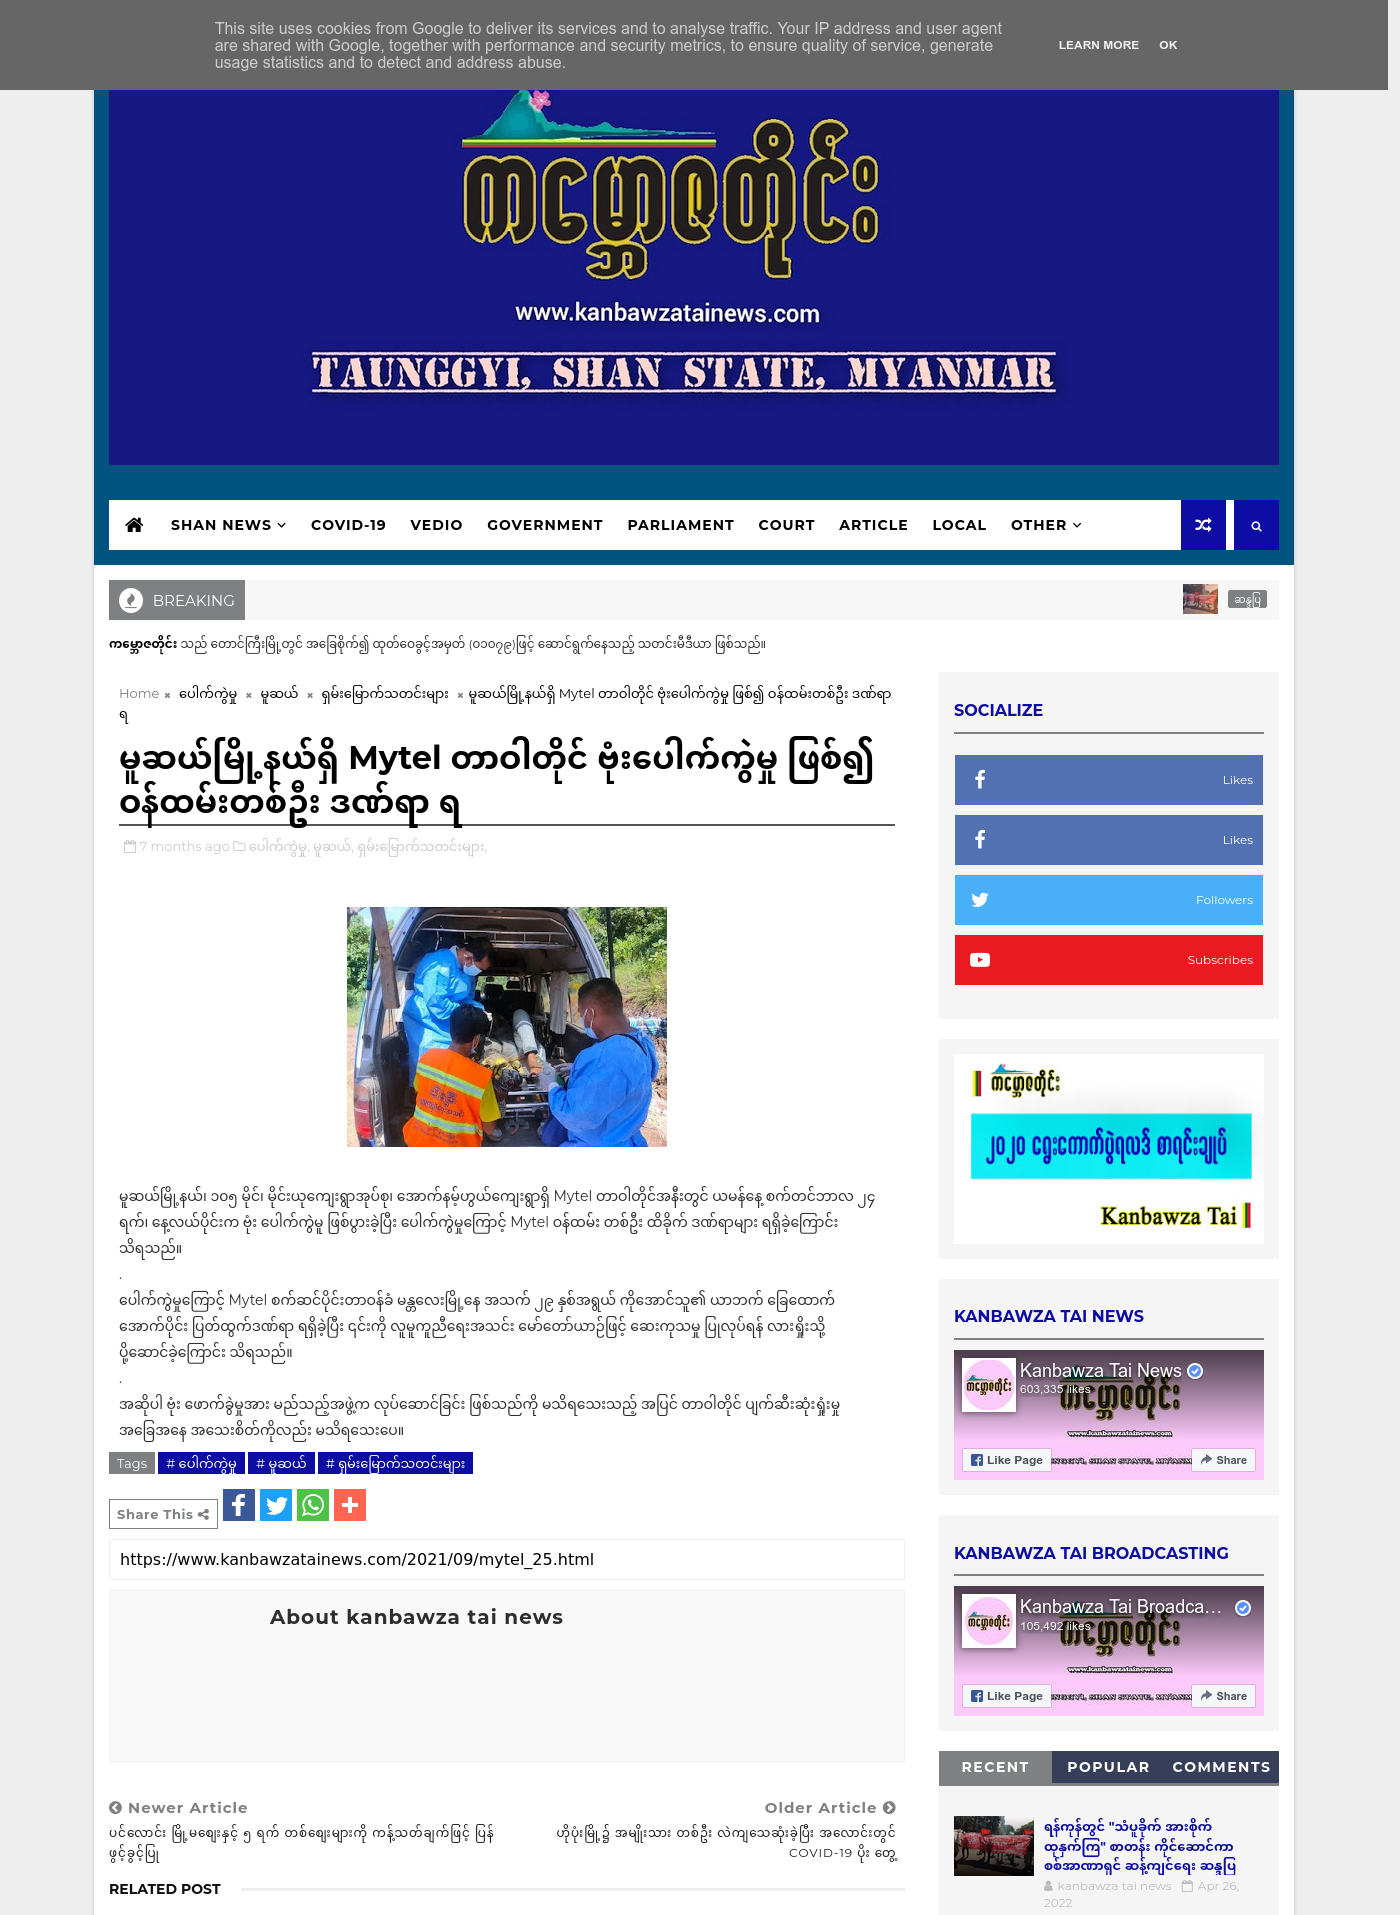 This site uses cookies from Google to deliver its services and to analyse traffic. Your IP address and user agent
are shared with Google, together with performance and security metrics, to ensure quality of service, generate
usage statistics and to detect and address abuse.
LEARN MORE OK
ကမ္ဘောဇတိုင်း
www.kanbawzatainews.com
TAUNGGYI, SHAN STATE, MYANMAR
SHAN NEWS COVID-19 VEDIO GOVERNMENT PARLIAMENT COURT ARTICLE LOCAL OTHER
BREAKING
ဆန္ဒပြ
ကမ္ဘောဇတိုင်း သည် တောင်ကြီးမြို့တွင် အခြေစိုက်၍ ထုတ်ဝေခွင့်အမှတ် (၀၁၀၇၉)ဖြင့် ဆောင်ရွက်နေသည့် သတင်းမီဒီယာ ဖြစ်သည်။
Home × ပေါက်ကွဲမှု × မူဆယ် × ရှမ်းမြောက်သတင်းများ × မူဆယ်မြို့နယ်ရှိ Mytel တာဝါတိုင် ဗုံးပေါက်ကွဲမှု ဖြစ်၍ ဝန်ထမ်းတစ်ဦး ဒဏ်ရာ
ရ
မူဆယ်မြို့နယ်ရှိ Mytel တာဝါတိုင် ဗုံးပေါက်ကွဲမှု ဖြစ်၍
ဝန်ထမ်းတစ်ဦး ဒဏ်ရာ ရ
7 months ago ပေါက်ကွဲမှု, မူဆယ်, ရှမ်းမြောက်သတင်းများ,
မူဆယ်မြို့နယ်၊ ၁၀၅ မိုင်၊ မိုင်းယုကျေးရွာအုပ်စု၊ အောက်နမ့်ဟွယ်ကျေးရွာရှိ Mytel တာဝါတိုင်အနီးတွင် ယမန်နေ့ စက်တင်ဘာလ ၂၄
ရက်၊ နေ့လယ်ပိုင်းက ဗုံး ပေါက်ကွဲမူ ဖြစ်ပွားခဲ့ပြီး ပေါက်ကွဲမှုကြောင့် Mytel ဝန်ထမ်း တစ်ဦး ထိခိုက် ဒဏ်ရာများ ရရှိခဲ့ကြောင်း
သိရသည်။
.
ပေါက်ကွဲမှုကြောင့် Mytel စက်ဆင်ပိုင်းတာဝန်ခံ မန္တလေးမြို့နေ အသက် ၂၉ နှစ်အရွယ် ကိုအောင်သူ၏ ယာဘက် ခြေထောက်
အောက်ပိုင်း ပြတ်ထွက်ဒဏ်ရာ ရရှိခဲ့ပြီး ၎င်းကို လူမှုကူညီရေးအသင်း မော်တော်ယာဉ်ဖြင့် ဆေးကုသမှု ပြုလုပ်ရန် လားရှိုးသို့
ပို့ဆောင်ခဲ့ကြောင်း သိရသည်။
.
အဆိုပါ ဗုံး ဖောက်ခွဲမှုအား မည်သည့်အဖွဲ့က လုပ်ဆောင်ခြင်း ဖြစ်သည်ကို မသိရသေးသည့် အပြင် တာဝါတိုင် ပျက်ဆီးဆုံးရှုံးမှု
အခြေအနေ အသေးစိတ်ကိုလည်း မသိရသေးပေ။
Tags # ပေါက်ကွဲမှု # မူဆယ် # ရှမ်းမြောက်သတင်းများ
Share This
https://www.kanbawzatainews.com/2021/09/mytel_25.html
About kanbawza tai news
Newer Article
ပင်လောင်း မြို့မဈေးနှင့် ၅ ရက် တစ်ဈေးများကို ကန့်သတ်ချက်ဖြင့် ပြန်
ဖွင့်ခွင့်ပြု
Older Article
ဟိုပုံးမြို့၌ အမျိုးသား တစ်ဦး လဲကျသေဆုံးခဲ့ပြီး အလောင်းတွင်
COVID-19 ပိုး တွေ့
RELATED POST
SOCIALIZE
Likes
Likes
Followers
Subscribes
ကမ္ဘောဇတိုင်း
၂၀၂၀ ရွေးကောက်ပွဲရလဒ် စာရင်းချုပ်
Kanbawza Tai
KANBAWZA TAI NEWS
ကမ္ဘောဇတိုင်း
Kanbawza Tai News
603,335 likes
ကမ္ဘောဇတိုင်း
www.kanbawzatainews.com
Like Page
Share
KANBAWZA TAI BROADCASTING
ကမ္ဘောဇတိုင်း
Kanbawza Tai Broadca...
105,492 likes
ကမ္ဘောဇတိုင်း
www.kanbawzatainews.com
Like Page
Share
RECENT POPULAR COMMENTS
ရန်ကုန်တွင် "သံပူခိုက် အားစိုက်
ထုနှက်ကြ" စာတန်း ကိုင်ဆောင်ကာ
စစ်အာဏာရှင် ဆန့်ကျင်ရေး ဆန္ဒပြ
kanbawza tai news Apr 26,
2022